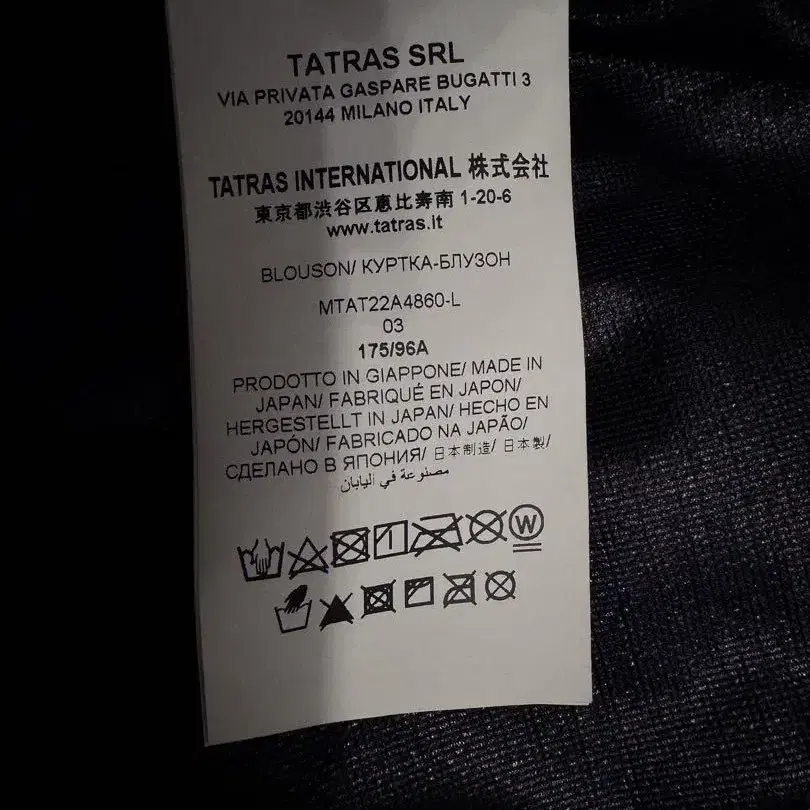 TATRAS SRL
VIA PRIVATA GASPARE BUGATTI 3
20144 MILANO ITALY
TATRAS INTERNATIONAL 株式会社
東京都渋谷区恵比寿南 1-20-6
www.tatras.it
BLOUSON/ КУРТКА-БЛУЗОН
MTAT22A4860-L
03
175/96A
PRODOTTO IN GIAPPONE/ MADE IN
JAPAN/ FABRIQUÉ EN JAPON/
HERGESTELLT IN JAPAN/ HECHO EN
JAPÓN/ FABRICADO NA JAPÃO/
СДЕЛАНО В ЯПОНИЯ/ 日本制造/ 日本製/
مصنوعة في اليابان
W